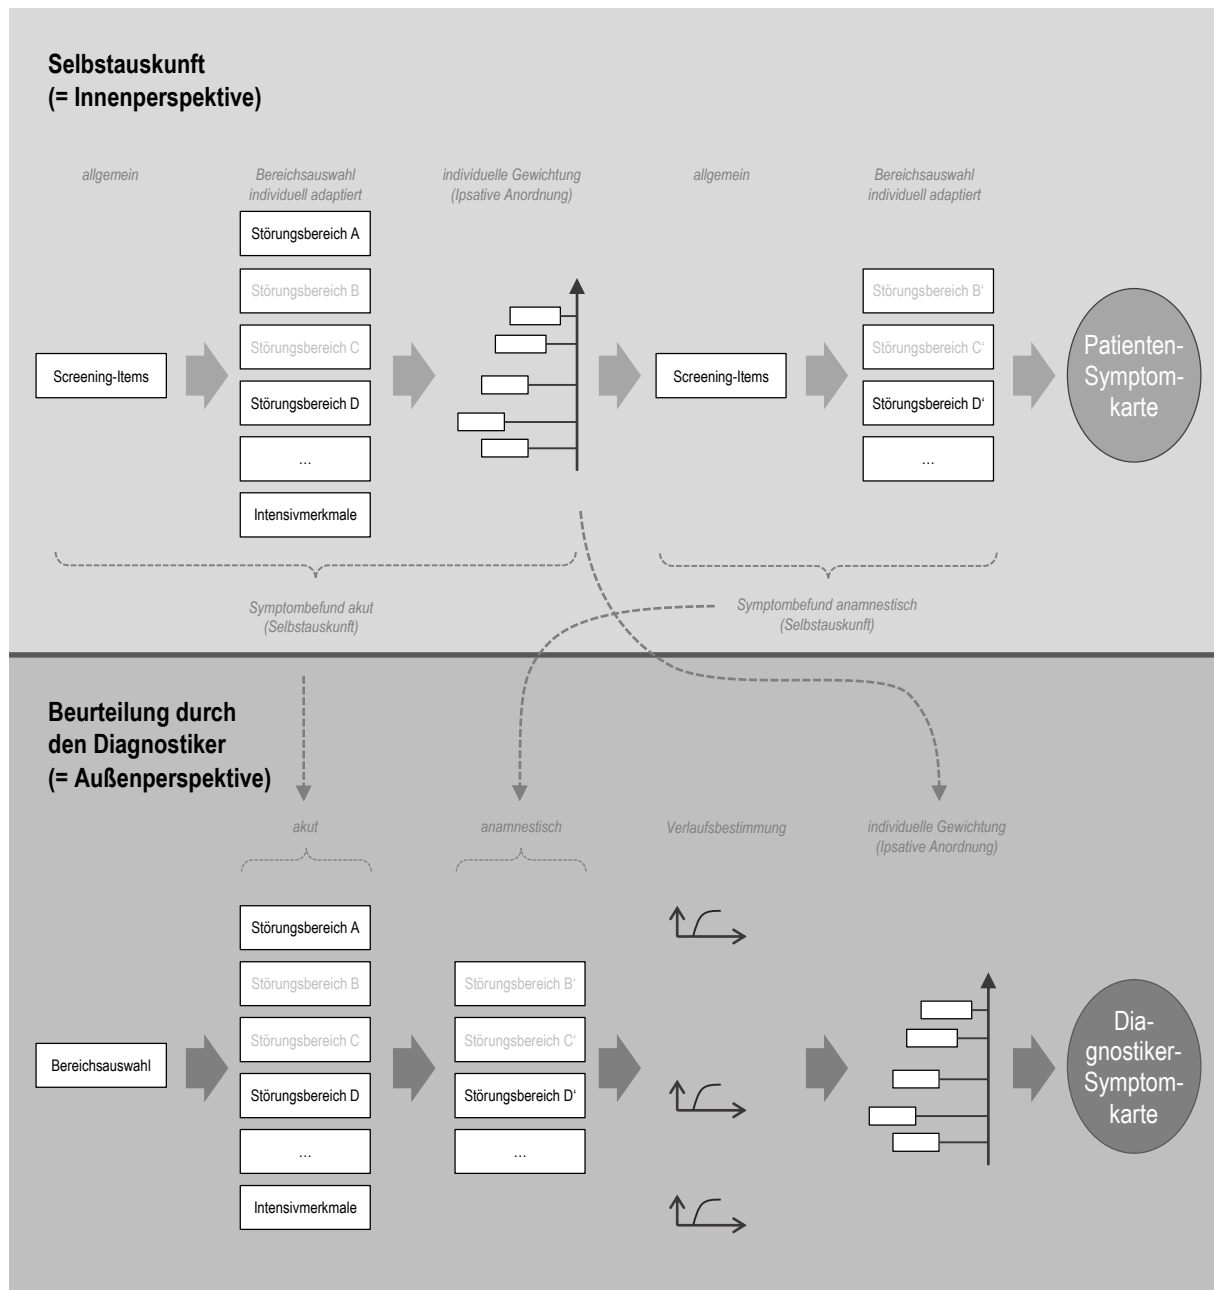 Selbstauskunft
(= Innenperspektive)
allgemein
Bereichsauswahl
individuell adaptiert
individuelle Gewichtung
(Ipsative Anordnung)
allgemein
Bereichsauswahl
individuell adaptiert
Screening-Items
Störungsbereich A
Störungsbereich B
Störungsbereich C
Störungsbereich D
...
Intensivmerkmale
Screening-Items
Störungsbereich B‘
Störungsbereich C‘
Störungsbereich D‘
...
Patienten-
Symptom-
karte
Symptombefund akut
(Selbstauskunft)
Symptombefund anamnestisch
(Selbstauskunft)
Beurteilung durch
den Diagnostiker
(= Außenperspektive)
akut
anamnestisch
Verlaufsbestimmung
individuelle Gewichtung
(Ipsative Anordnung)
Bereichsauswahl
Störungsbereich A
Störungsbereich B
Störungsbereich C
Störungsbereich D
...
Intensivmerkmale
Störungsbereich B‘
Störungsbereich C‘
Störungsbereich D‘
...
Dia-
gnostiker-
Symptom-
karte